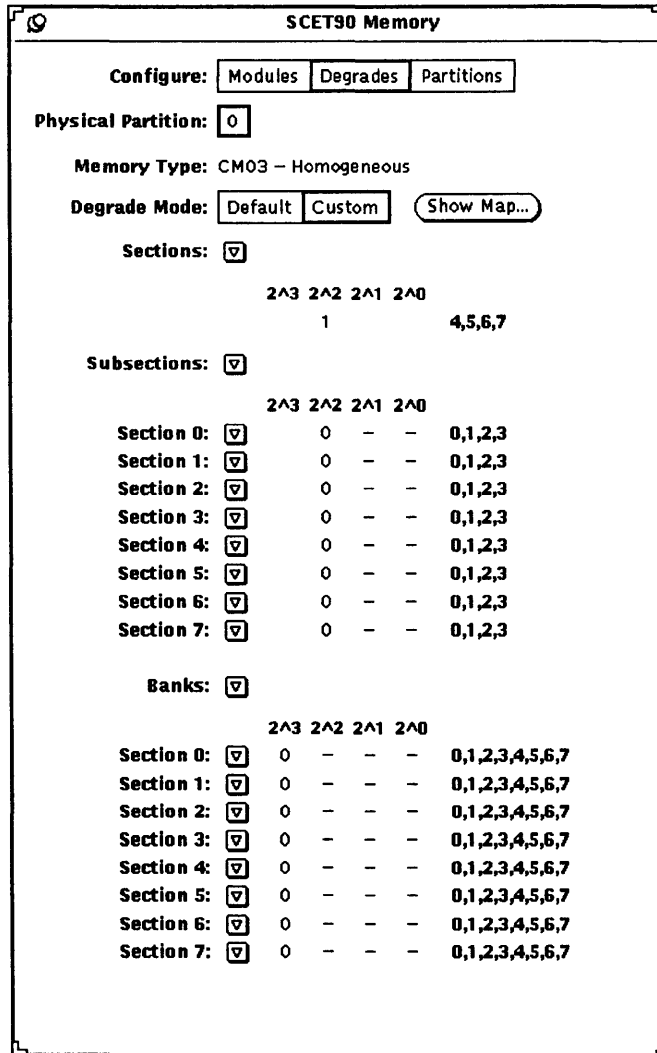 SCET90 Memory
Configure: Modules Degrades Partitions
Physical Partition: 0
Memory Type: CM03 – Homogeneous
Degrade Mode: Default Custom Show Map...
Sections:
2^3 2^2 2^1 2^0
1 4,5,6,7
Subsections:
2^3 2^2 2^1 2^0
Section 0: 0 – – 0,1,2,3
Section 1: 0 – – 0,1,2,3
Section 2: 0 – – 0,1,2,3
Section 3: 0 – – 0,1,2,3
Section 4: 0 – – 0,1,2,3
Section 5: 0 – – 0,1,2,3
Section 6: 0 – – 0,1,2,3
Section 7: 0 – – 0,1,2,3
Banks:
2^3 2^2 2^1 2^0
Section 0: 0 – – – 0,1,2,3,4,5,6,7
Section 1: 0 – – – 0,1,2,3,4,5,6,7
Section 2: 0 – – – 0,1,2,3,4,5,6,7
Section 3: 0 – – – 0,1,2,3,4,5,6,7
Section 4: 0 – – – 0,1,2,3,4,5,6,7
Section 5: 0 – – – 0,1,2,3,4,5,6,7
Section 6: 0 – – – 0,1,2,3,4,5,6,7
Section 7: 0 – – – 0,1,2,3,4,5,6,7